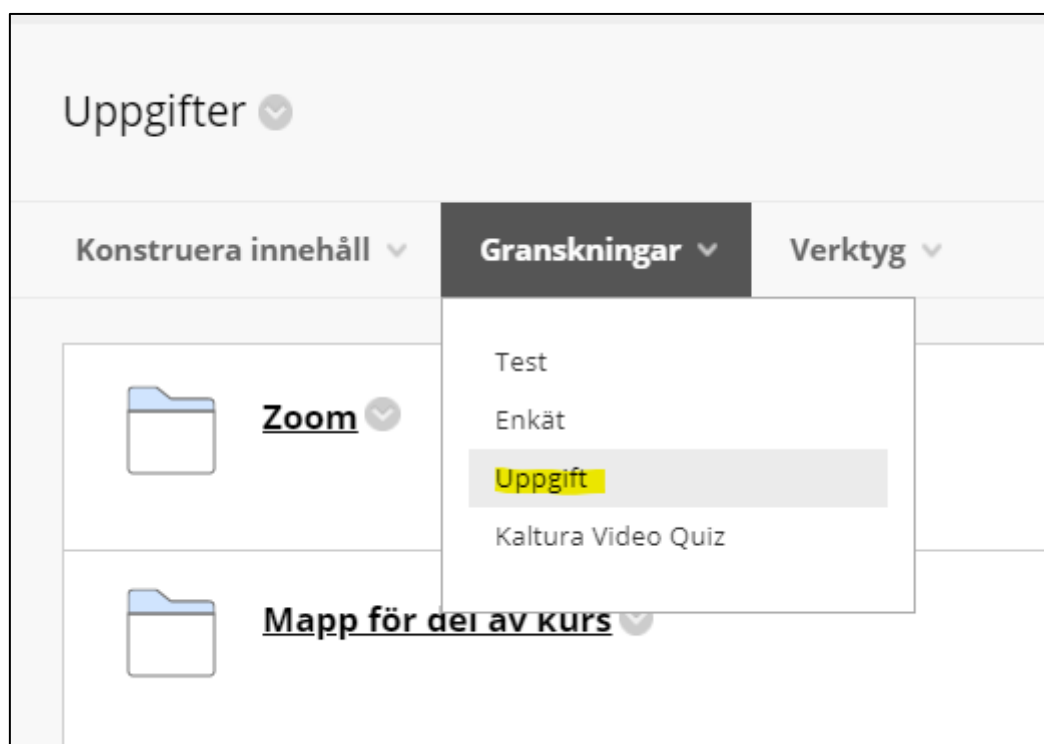 Uppgifter
Konstruera innehåll Granskningar Verktyg
Test
Zoom
Enkät
Uppgift
Kaltura Video Quiz
Mapp för del av kurs